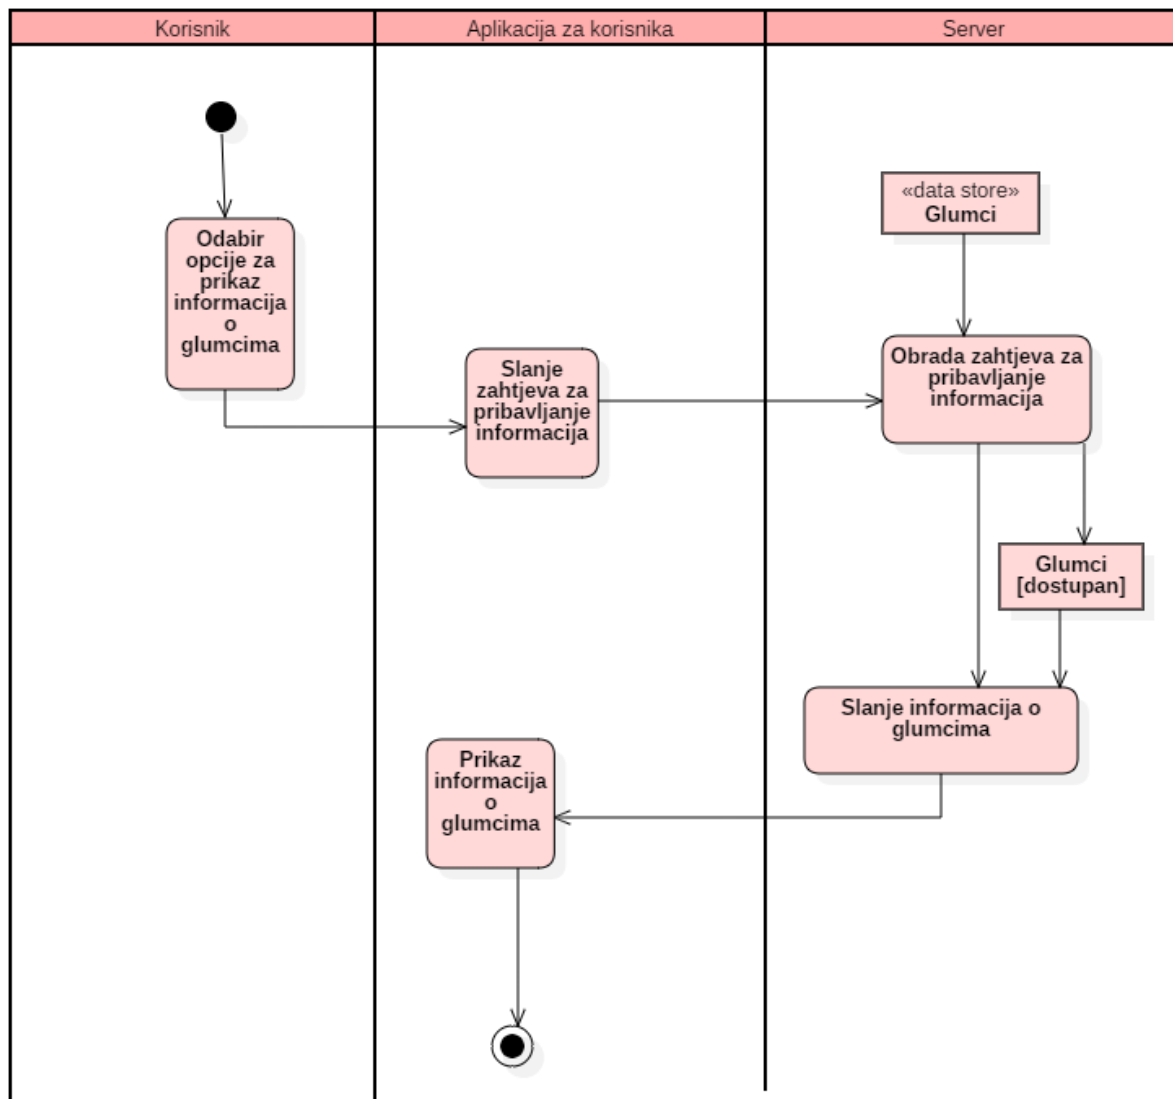 Korisnik
Aplikacija za korisnika
Server
«data store»
Glumci
Odabir
opcije za
prikaz
informacija
o
glumcima
Slanje
zahtjeva za
pribavljanje
informacija
Obrada zahtjeva za
pribavljanje
informacija
Glumci
[dostupan]
Slanje informacija o
glumcima
Prikaz
informacija
o
glumcima